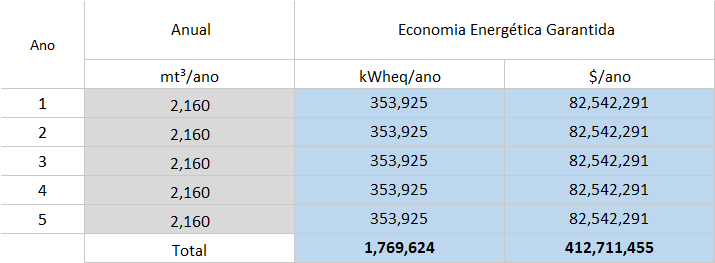 Ano Anual Economia Energética Garantida
mt³/ano kWheq/ano $/ano
1 2,160 353,925 82,542,291
2 2,160 353,925 82,542,291
3 2,160 353,925 82,542,291
4 2,160 353,925 82,542,291
5 2,160 353,925 82,542,291
Total 1,769,624 412,711,455